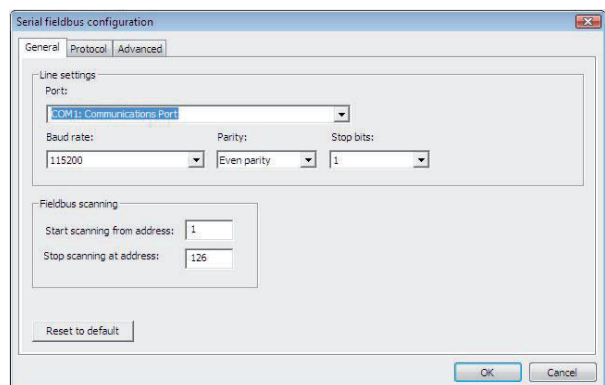 Serial fieldbus configuration
General Protocol Advanced
Line settings
Port:
COM1: Communications Port
Baud rate: Parity: Stop bits:
115200 Even parity 1
Fieldbus scanning
Start scanning from address: 1
Stop scanning at address: 126
Reset to default
OK Cancel